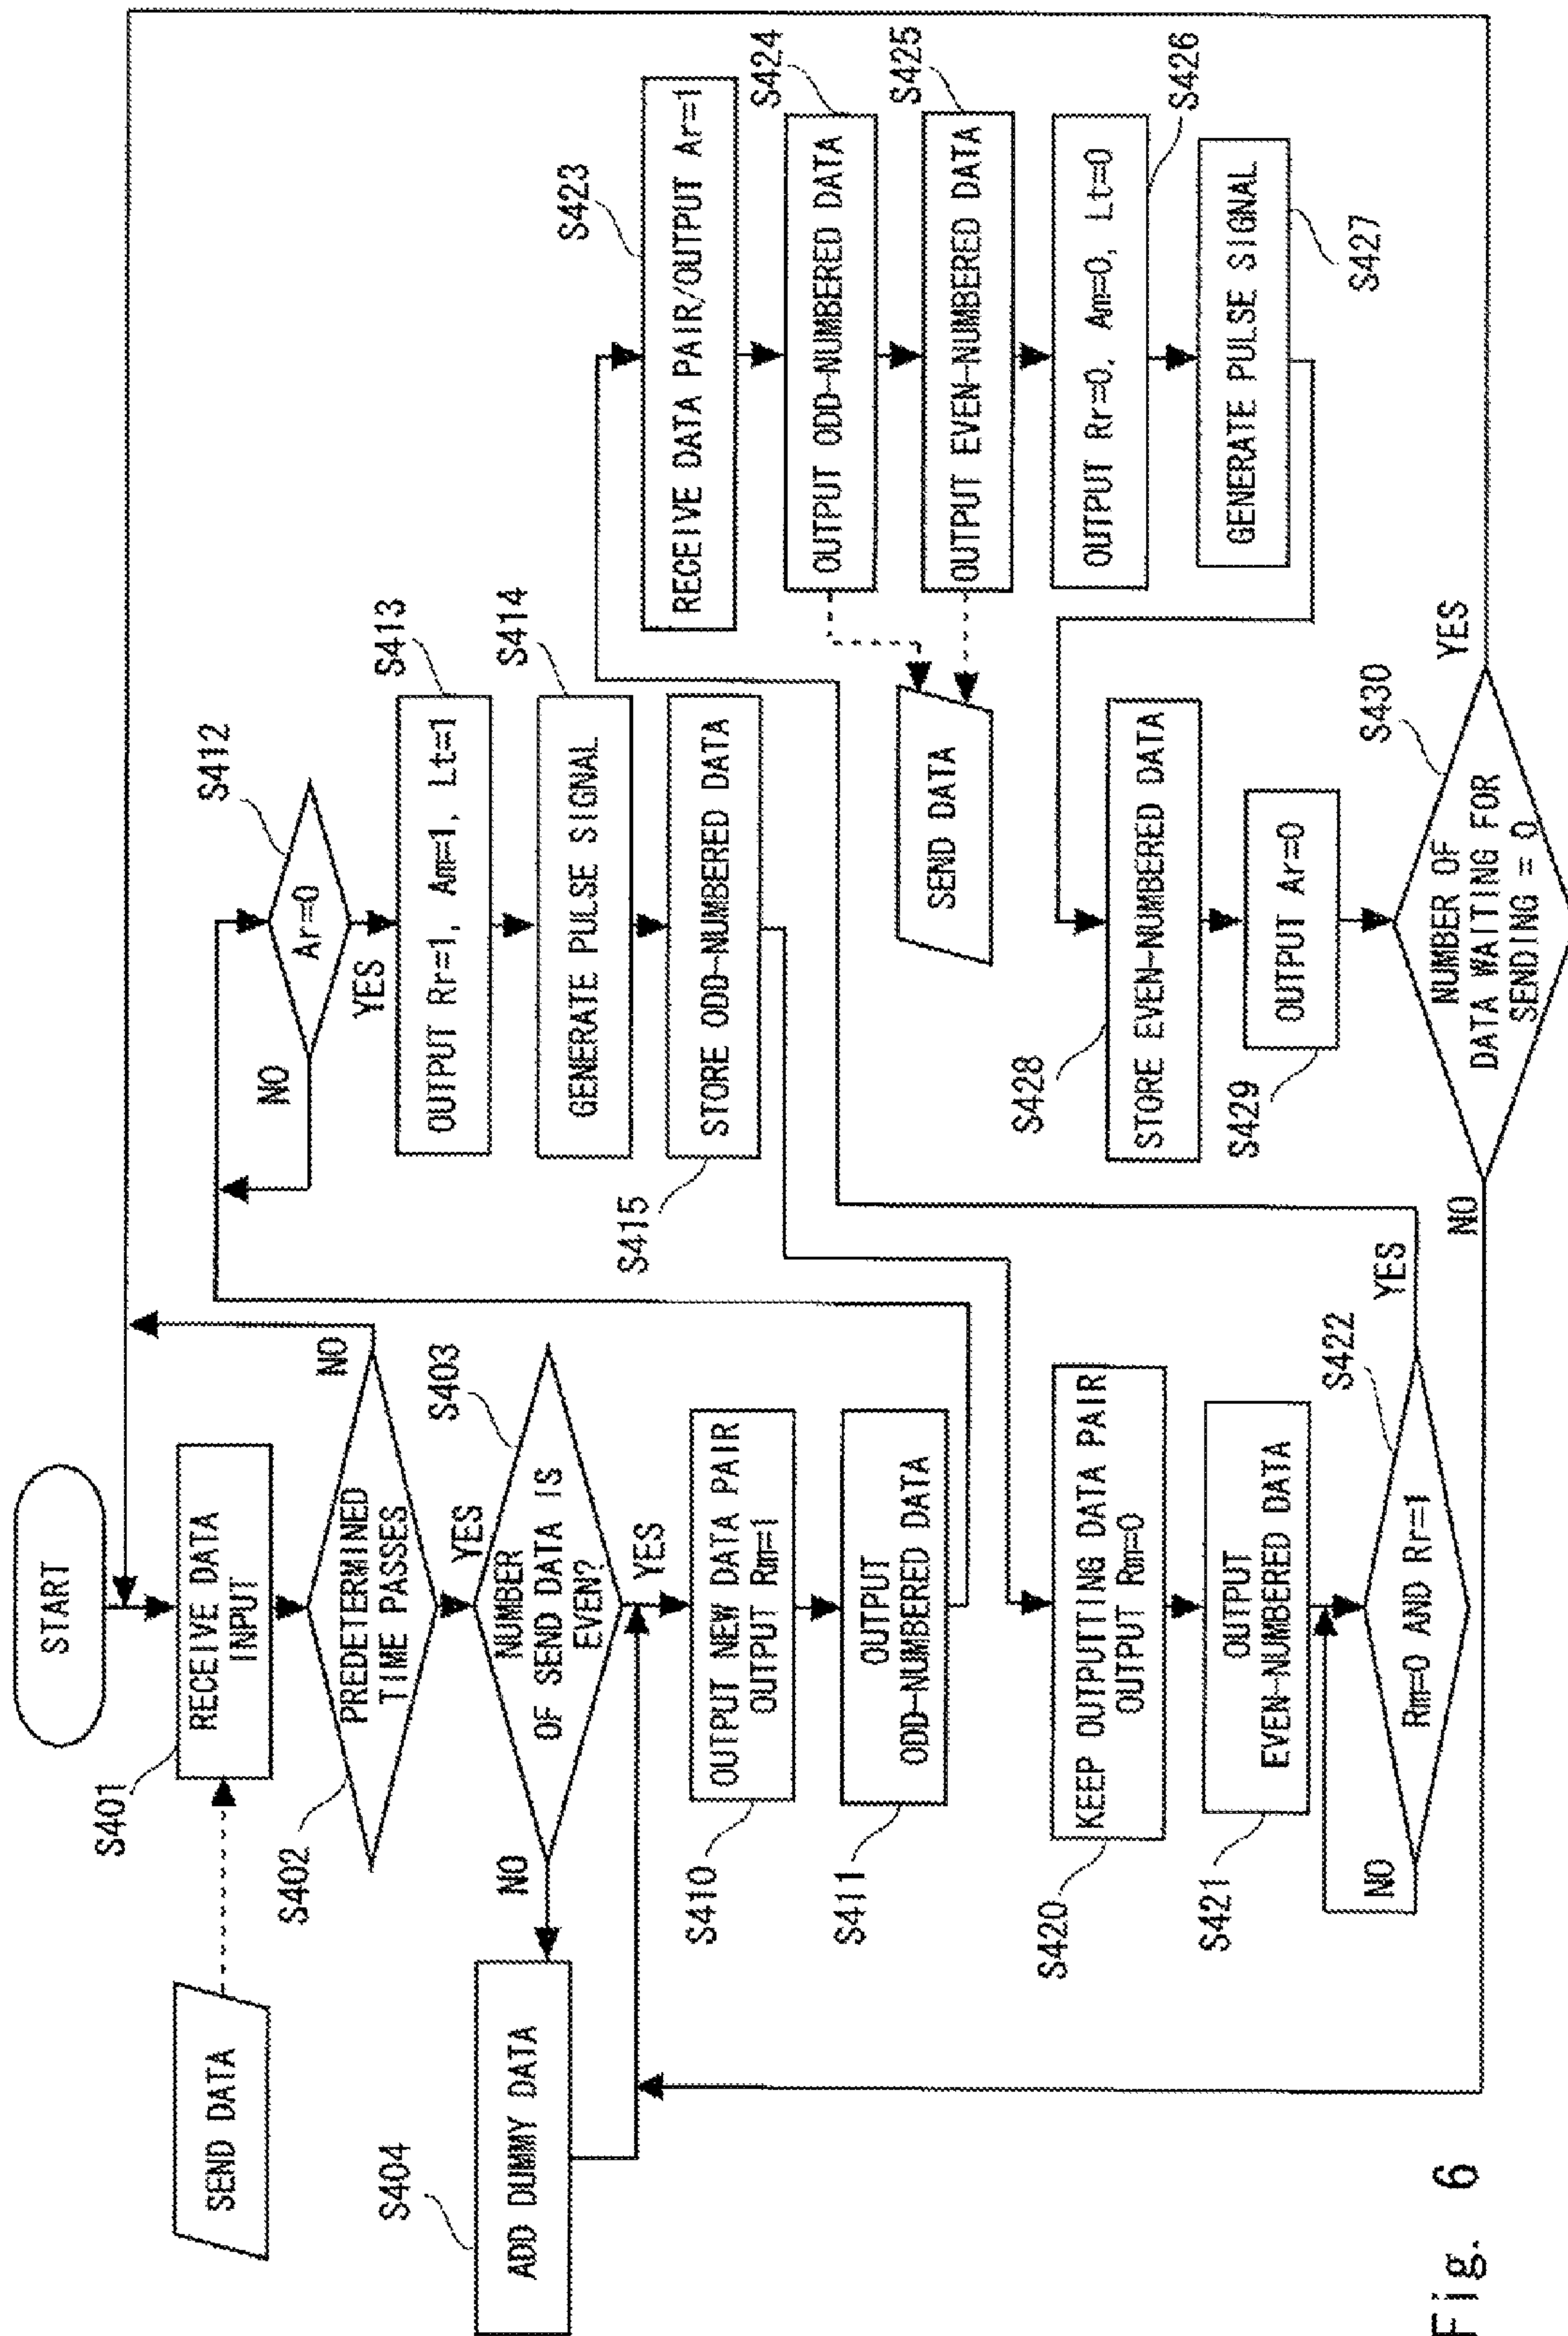 START
SEND DATA
S401
RECEIVE DATA
INPUT
S402
PREDETERMINED
TIME PASSES
NO
YES
S403
NUMBER
OF SEND DATA IS
EVEN?
NO
YES
S404
ADD DUMMY DATA
S410
OUTPUT NEW DATA PAIR
OUTPUT Rm=1
S411
OUTPUT
ODD-NUMBERED DATA
S412
Ar=0
NO
YES
S413
OUTPUT Rr=1, Am=1, Lt=1
S414
GENERATE PULSE SIGNAL
S415
STORE ODD-NUMBERED DATA
S420
KEEP OUTPUTTING DATA PAIR
OUTPUT Rm=0
S421
OUTPUT
EVEN-NUMBERED DATA
S422
Rm=0 AND Rr=1
NO
YES
S423
RECEIVE DATA PAIR/OUTPUT Ar=1
S424
OUTPUT ODD-NUMBERED DATA
S425
OUTPUT EVEN-NUMBERED DATA
SEND DATA
S426
OUTPUT Rr=0, Am=0, Lt=0
S427
GENERATE PULSE SIGNAL
S428
STORE EVEN-NUMBERED DATA
S429
OUTPUT Ar=0
S430
NUMBER OF
DATA WAITING FOR
SENDING = 0
NO
YES
Fig. 6